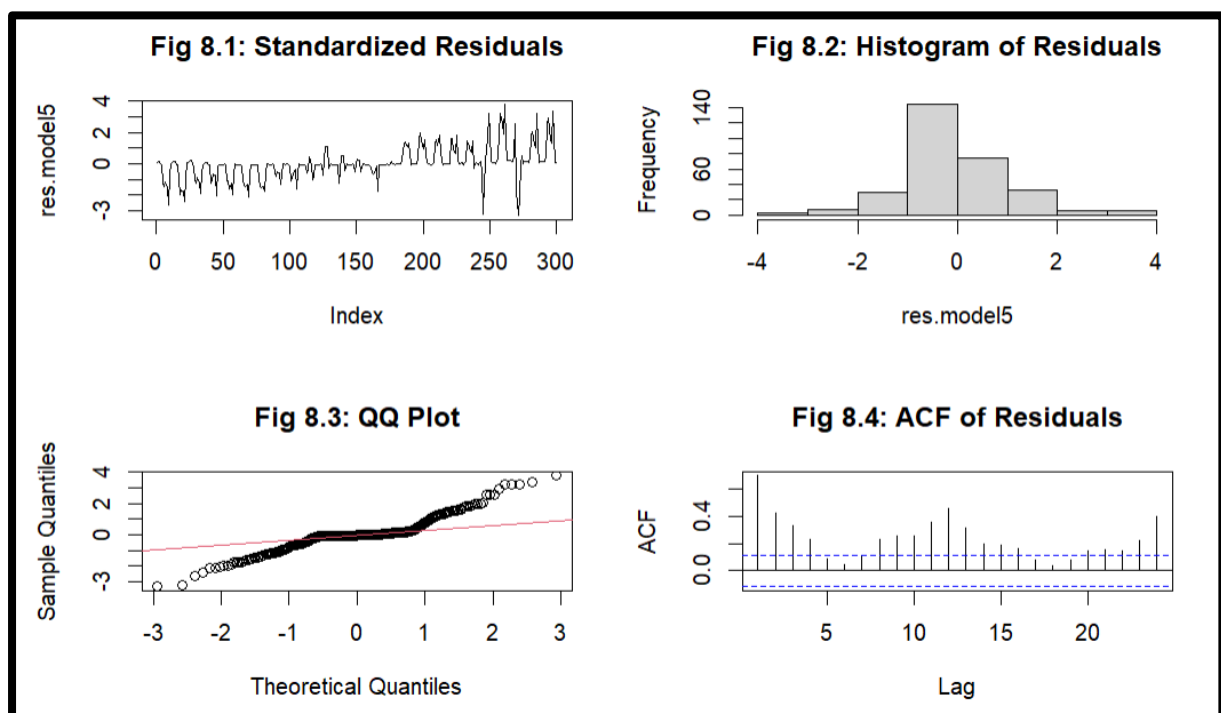 Fig 8.1: Standardized Residuals
res.model5
4
2
0
-3
0 50 100 150 200 250 300
Index
Fig 8.2: Histogram of Residuals
Frequency
140
60
0
-4 -2 0 2 4
res.model5
Fig 8.3: QQ Plot
Sample Quantiles
4
2
0
-3
-3 -2 -1 0 1 2 3
Theoretical Quantiles
Fig 8.4: ACF of Residuals
ACF
0.4
0.0
5 10 15 20
Lag